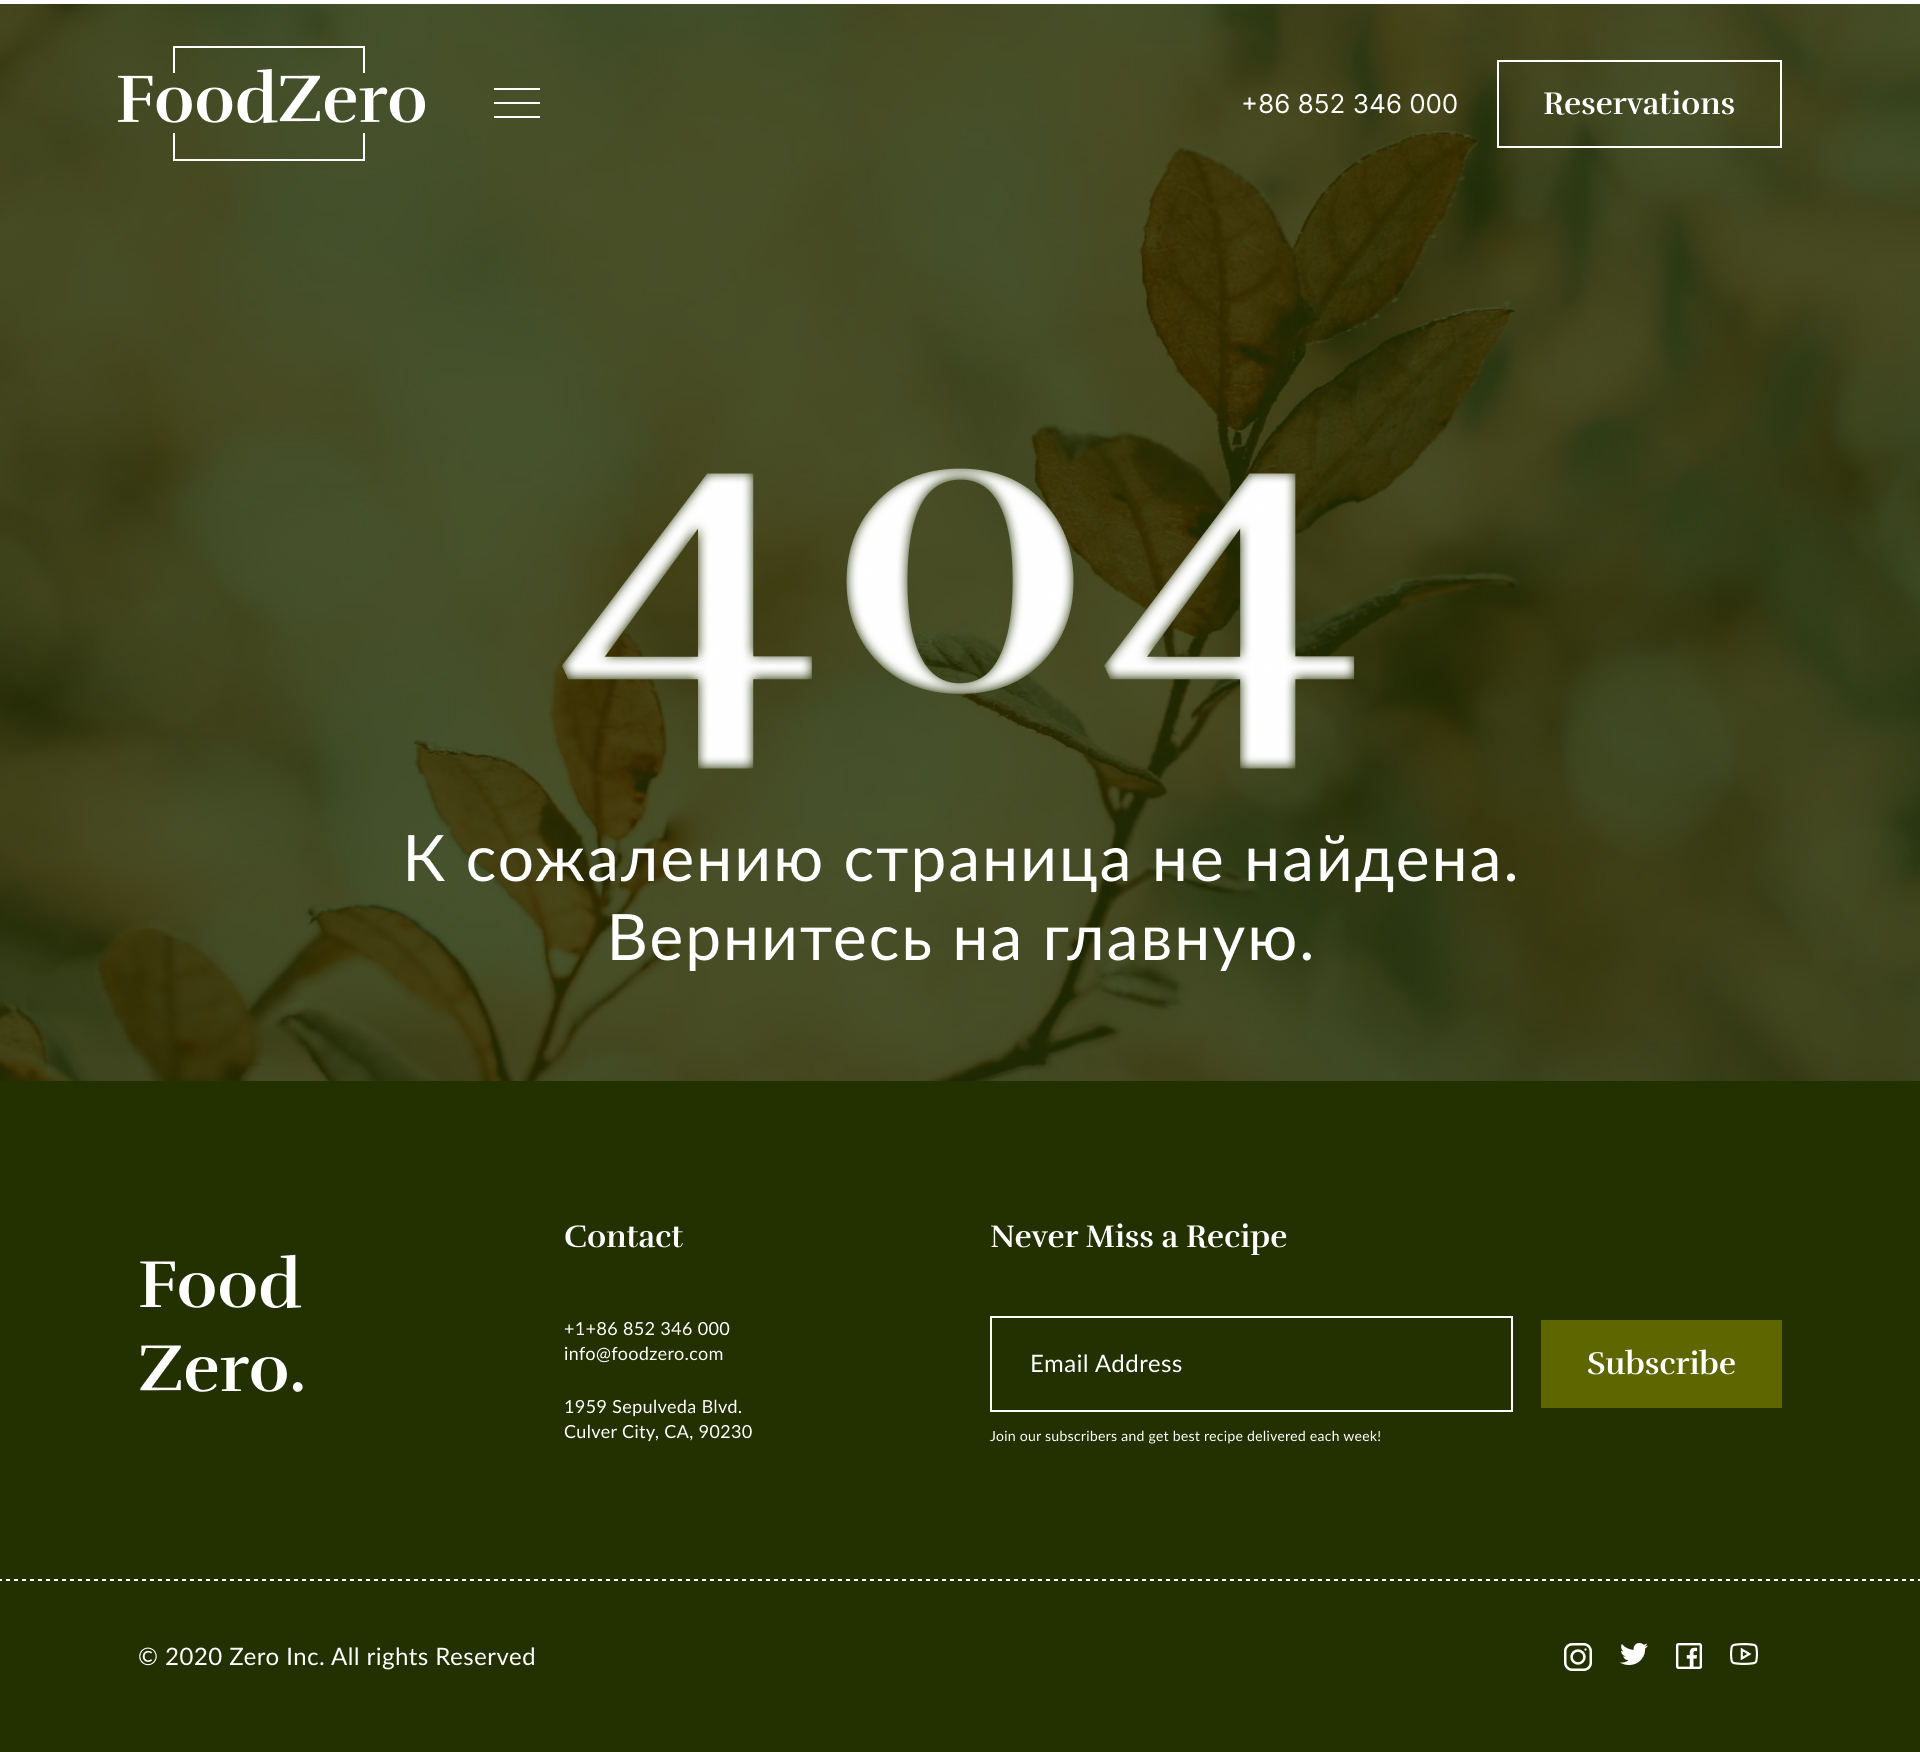 FoodZero
+86 852 346 000
Reservations
404
К сожалению страница не найдена.
Вернитесь на главную.
Food
Zero.
Contact
+1+86 852 346 000
info@foodzero.com
1959 Sepulveda Blvd.
Culver City, CA, 90230
Never Miss a Recipe
Email Address
Subscribe
Join our subscribers and get best recipe delivered each week!
© 2020 Zero Inc. All rights Reserved